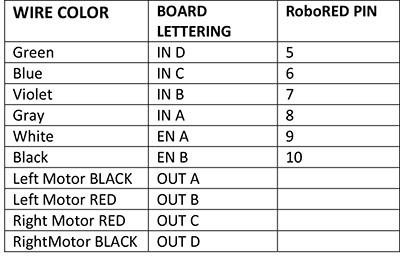 WIRE COLOR BOARD LETTERING RoboRED PIN
Green IN D 5
Blue IN C 6
Violet IN B 7
Gray IN A 8
White EN A 9
Black EN B 10
Left Motor BLACK OUT A
Left Motor RED OUT B
Right Motor RED OUT C
RightMotor BLACK OUT D